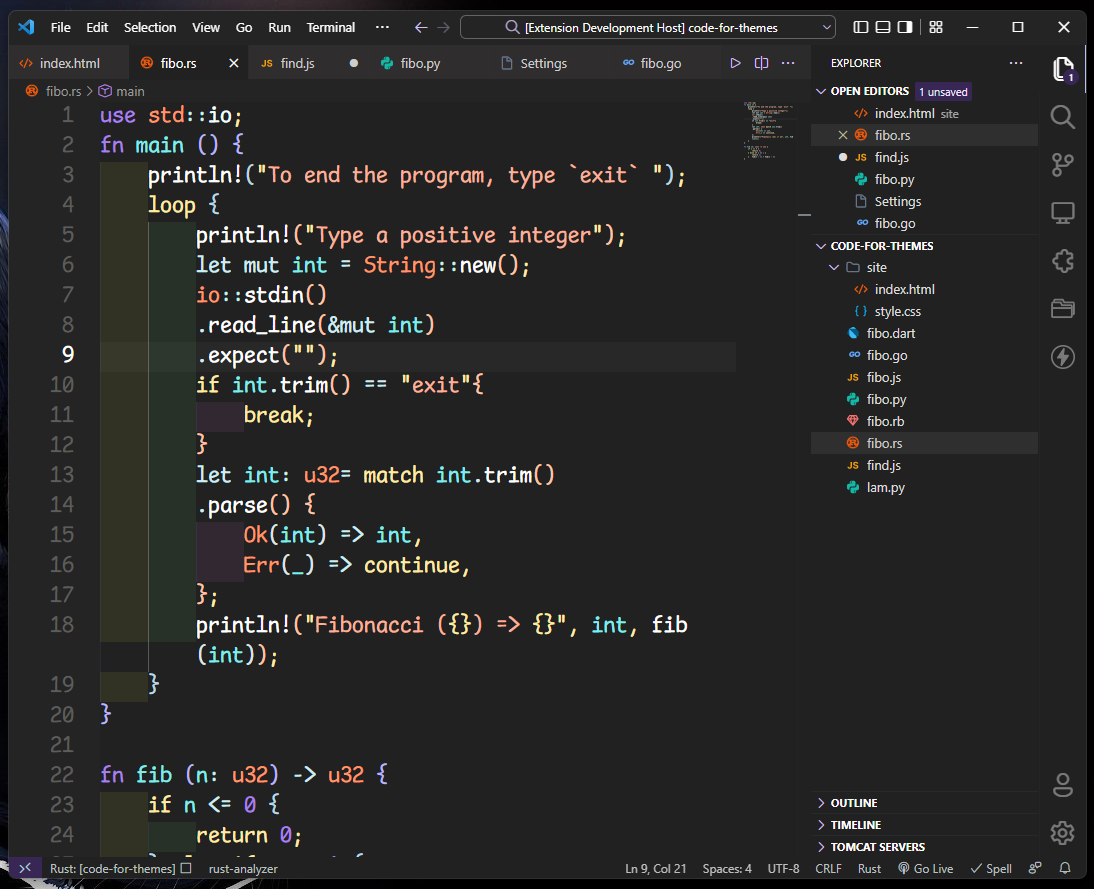 File Edit Selection View Go Run Terminal ··· [Extension Development Host] code-for-themes
index.html fibo.rs JS find.js fibo.py Settings fibo.go
fibo.rs > main
1 use std::io;
2 fn main () {
3 println!("To end the program, type `exit` ");
4 loop {
5 println!("Type a positive integer");
6 let mut int = String::new();
7 io::stdin()
8 .read_line(&mut int)
9 .expect("");
10 if int.trim() == "exit"{
11 break;
12 }
13 let int: u32= match int.trim()
14 .parse() {
15 Ok(int) => int,
16 Err(_) => continue,
17 };
18 println!("Fibonacci ({}) => {}", int, fib
(int));
19 }
20 }
21
22 fn fib (n: u32) -> u32 {
23 if n <= 0 {
24 return 0;
EXPLORER ···
OPEN EDITORS 1 unsaved
index.html site
fibo.rs
JS find.js
fibo.py
Settings
fibo.go
CODE-FOR-THEMES
site
index.html
style.css
fibo.dart
fibo.go
JS fibo.js
fibo.py
fibo.rb
fibo.rs
JS find.js
lam.py
OUTLINE
TIMELINE
TOMCAT SERVERS
1
Rust: [code-for-themes] rust-analyzer Ln 9, Col 21 Spaces: 4 UTF-8 CRLF Rust Go Live Spell